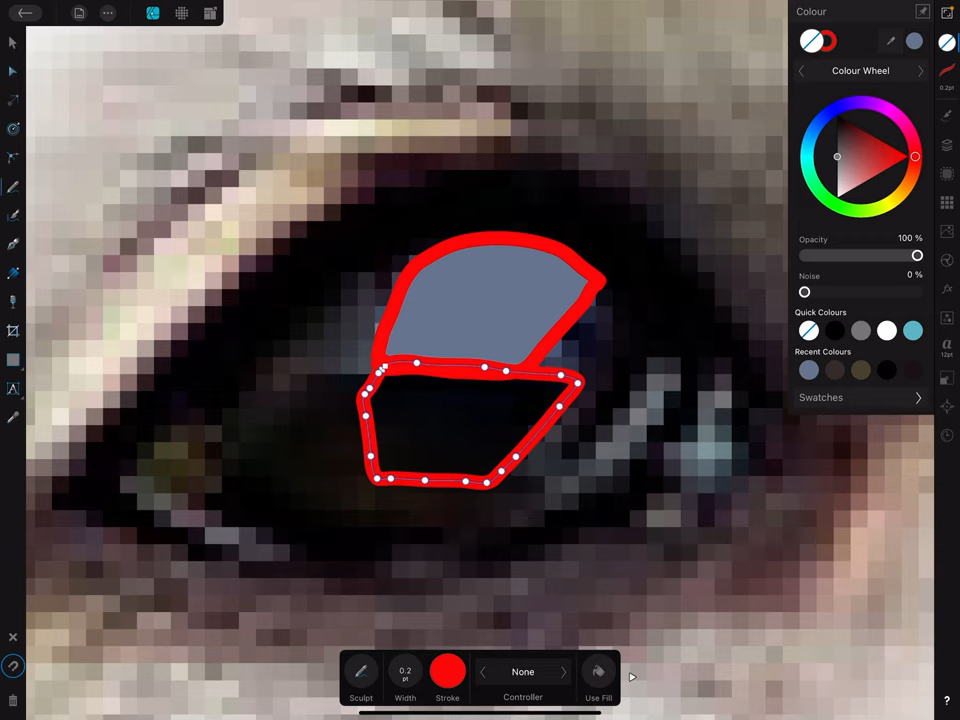 Colour
Colour Wheel
0.2pt
Opacity
100 %
Noise
0 %
Quick Colours
Recent Colours
a
12pt
fx
Swatches
A
0.2
pt
None
Sculpt
Width
Stroke
Controller
Use Fill
?